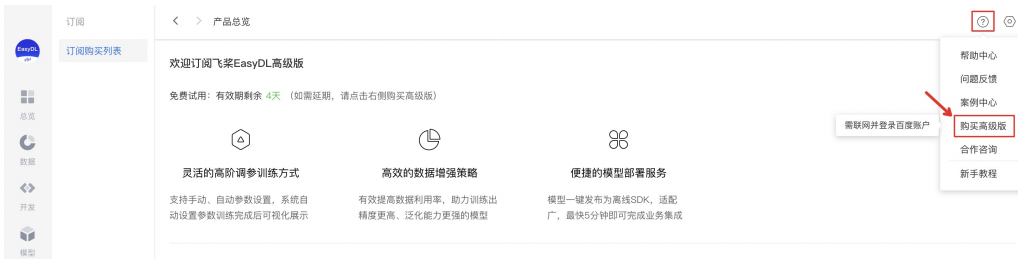 订阅
产品总览
EasyDL
订阅购买列表
总览
数据
开发
模型
欢迎订阅飞桨EasyDL高级版
免费试用：有效期剩余 4天 （如需延期，请点击右侧购买高级版）
灵活的高阶调参训练方式
支持手动、自动参数设置，系统自
动设置参数训练完成后可视化展示
高效的数据增强策略
有效提高数据利用率，助力训练出
精度更高、泛化能力更强的模型
便捷的模型部署服务
模型一键发布为离线SDK，适配
广，最快5分钟即可完成业务集成
帮助中心
问题反馈
案例中心
需联网并登录百度账户
购买高级版
合作咨询
新手教程